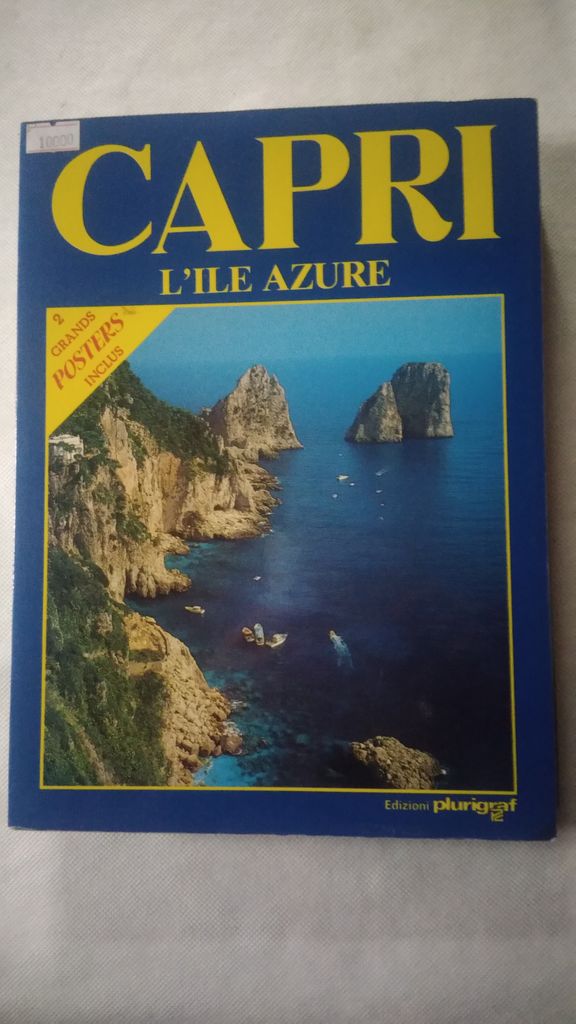 10000
CAPRI
L'ILE AZURE
2
GRANDS
POSTERS
INCLUS
Edizioni plurigraf